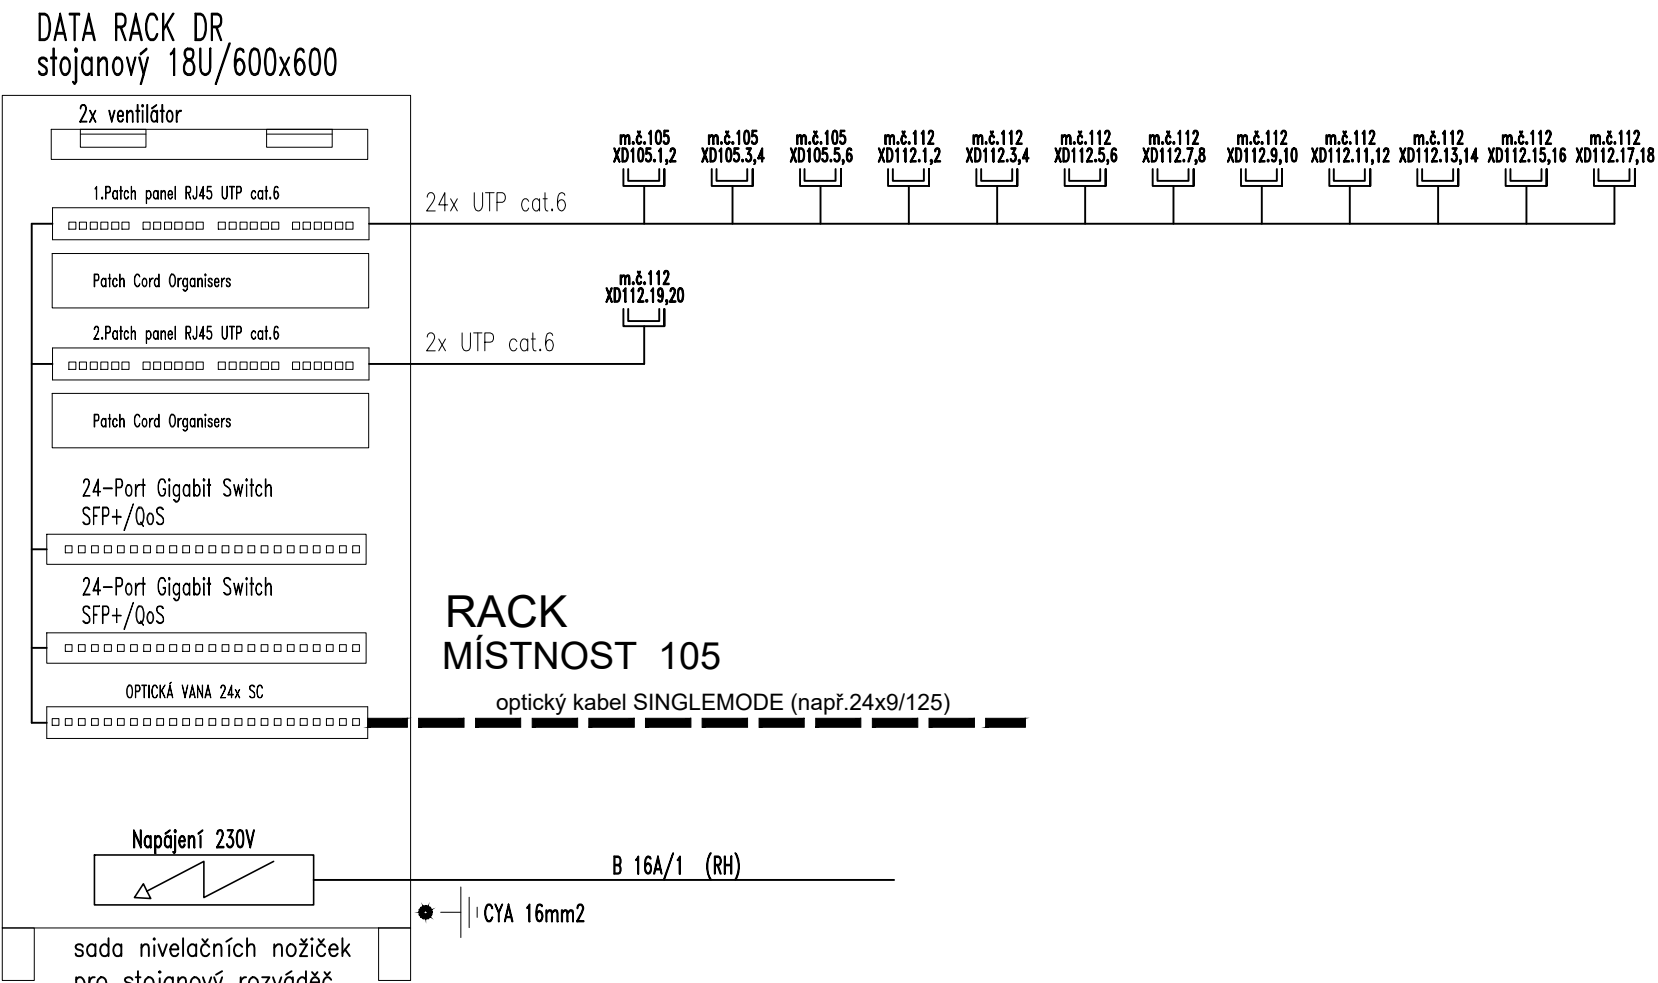 DATA RACK DR
stojanový 18U/600x600
2x ventilátor
1.Patch panel RJ45 UTP cat.6
24x UTP cat.6
m.č.105
XD105.1,2
m.č.105
XD105.3,4
m.č.105
XD105.5,6
m.č.112
XD112.1,2
m.č.112
XD112.3,4
m.č.112
XD112.5,6
m.č.112
XD112.7,8
m.č.112
XD112.9,10
m.č.112
XD112.11,12
m.č.112
XD112.13,14
m.č.112
XD112.15,16
m.č.112
XD112.17,18
Patch Cord Organisers
m.č.112
XD112.19,20
2.Patch panel RJ45 UTP cat.6
2x UTP cat.6
Patch Cord Organisers
24-Port Gigabit Switch
SFP+/QoS
24-Port Gigabit Switch
SFP+/QoS
RACK
MÍSTNOST 105
OPTICKÁ VANA 24x SC
optický kabel SINGLEMODE (např.24x9/125)
Napájení 230V
B 16A/1 (RH)
CYA 16mm2
sada nivelačních nožiček
pro stojanový rozváděč